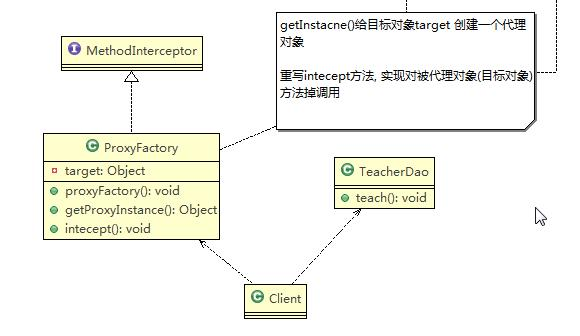 getInstacne()给目标对象target 创建一个代理
对象
重写intecept方法, 实现对被代理对象(目标对象)
方法掉调用
I MethodInterceptor
C ProxyFactory
target: Object
proxyFactory(): void
getProxyInstance(): Object
intecept(): void
C TeacherDao
teach(): void
C Client